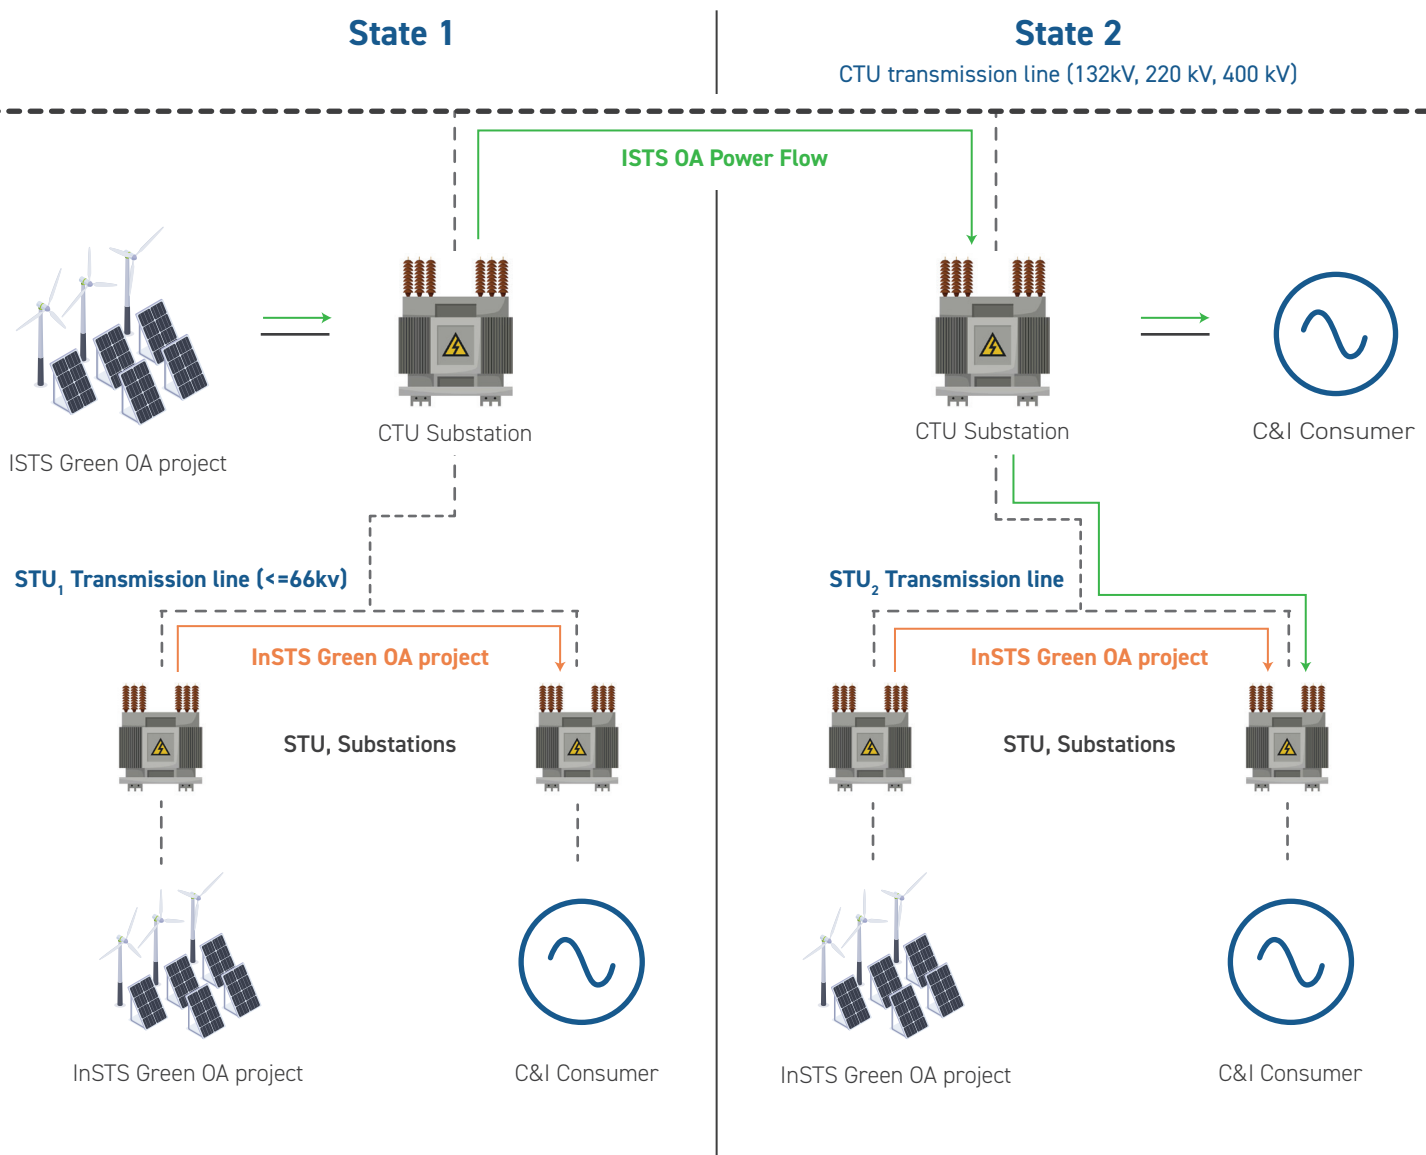 State 1
State 2
CTU transmission line (132kV, 220 kV, 400 kV)
ISTS OA Power Flow
CTU Substation
CTU Substation
C&I Consumer
ISTS Green OA project
STU₁ Transmission line (<=66kv)
STU₂ Transmission line
InSTS Green OA project
InSTS Green OA project
STU, Substations
STU, Substations
InSTS Green OA project
C&I Consumer
InSTS Green OA project
C&I Consumer